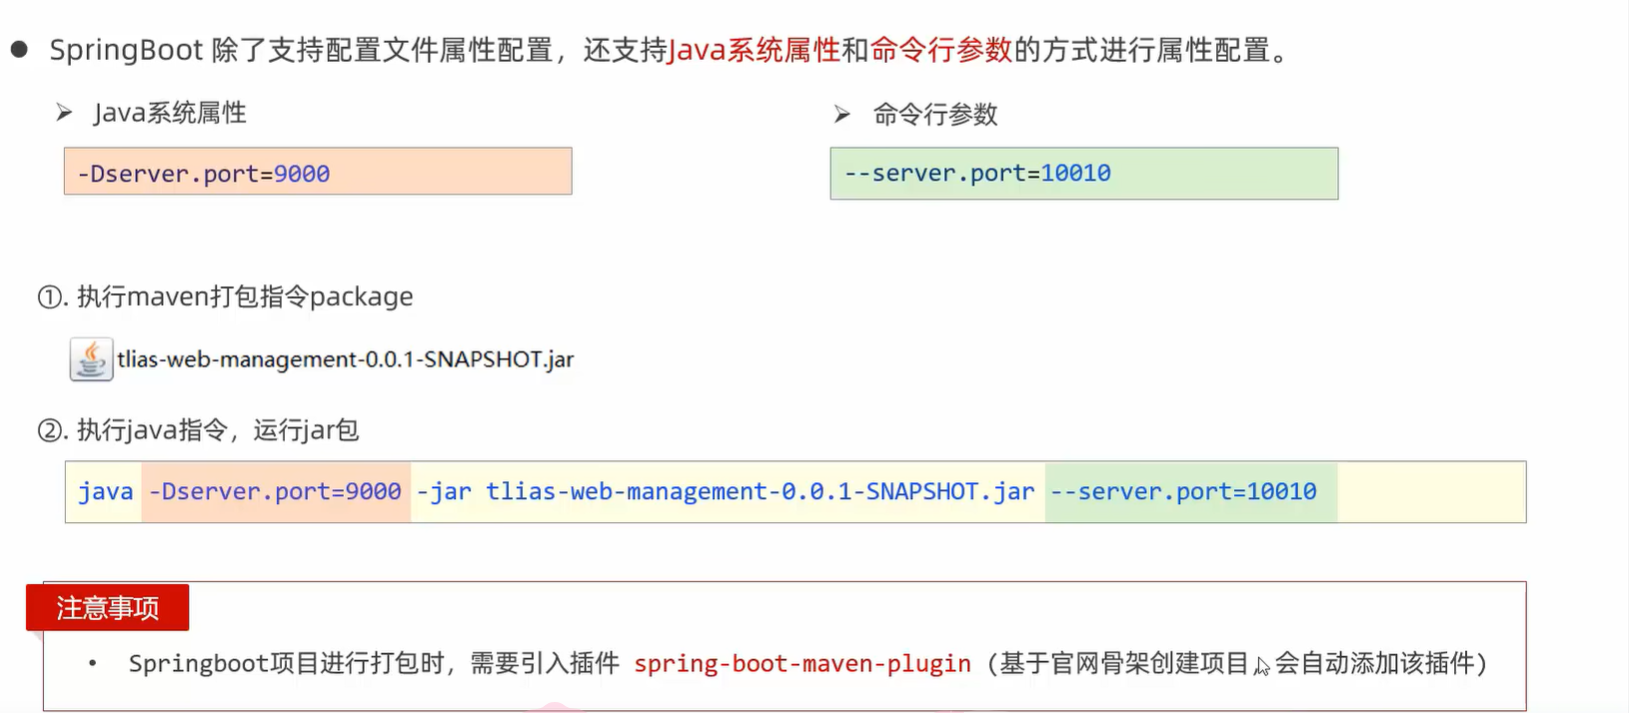 ● SpringBoot 除了支持配置文件属性配置，还支持Java系统属性和命令行参数的方式进行属性配置。
➢ Java系统属性
-Dserver.port=9000
➢ 命令行参数
--server.port=10010
①. 执行maven打包指令package
tlias-web-management-0.0.1-SNAPSHOT.jar
②. 执行java指令，运行jar包
java -Dserver.port=9000 -jar tlias-web-management-0.0.1-SNAPSHOT.jar --server.port=10010
注意事项
• Springboot项目进行打包时，需要引入插件 spring-boot-maven-plugin (基于官网骨架创建项目，会自动添加该插件)